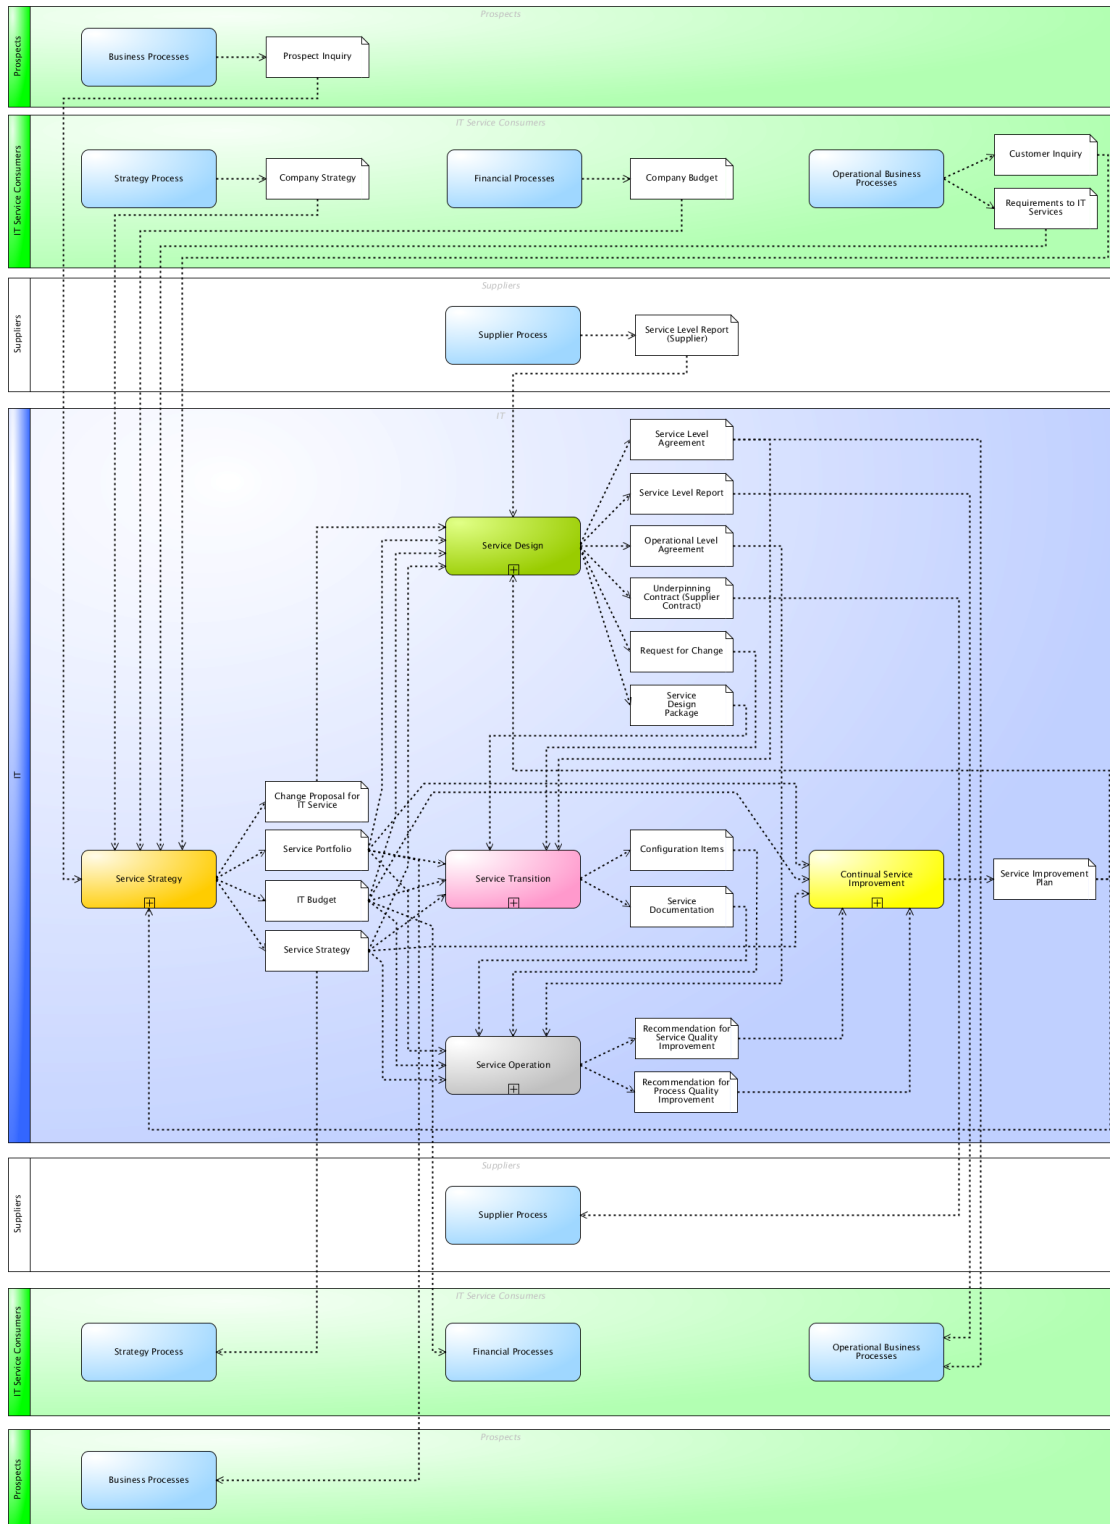 Prospects
Prospects
Business Processes
Prospect Inquiry
IT Service Consumers
IT Service Consumers
Strategy Process
Company Strategy
Financial Processes
Company Budget
Operational Business
Processes
Customer Inquiry
Requirements to IT
Services
Suppliers
Suppliers
Supplier Process
Service Level Report
(Supplier)
IT
IT
Service Level
Agreement
Service Level Report
Service Design
Operational Level
Agreement
Underpinning
Contract (Supplier
Contract)
Request for Change
Service
Design
Package
Change Proposal for
IT Service
Service Portfolio
Service Strategy
IT Budget
Service Strategy
Service Transition
Configuration Items
Service
Documentation
Continual Service
Improvement
Service Improvement
Plan
Service Operation
Recommendation for
Service Quality
Improvement
Recommendation for
Process Quality
Improvement
Suppliers
Suppliers
Supplier Process
IT Service Consumers
IT Service Consumers
Strategy Process
Financial Processes
Operational Business
Processes
Prospects
Prospects
Business Processes